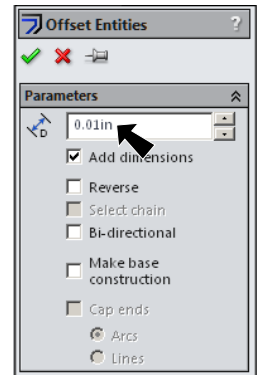 Offset Entities ?
Parameters
D
0.01in
Add dimensions
Reverse
Select chain
Bi-directional
Make base
construction
Cap ends
Arcs
Lines